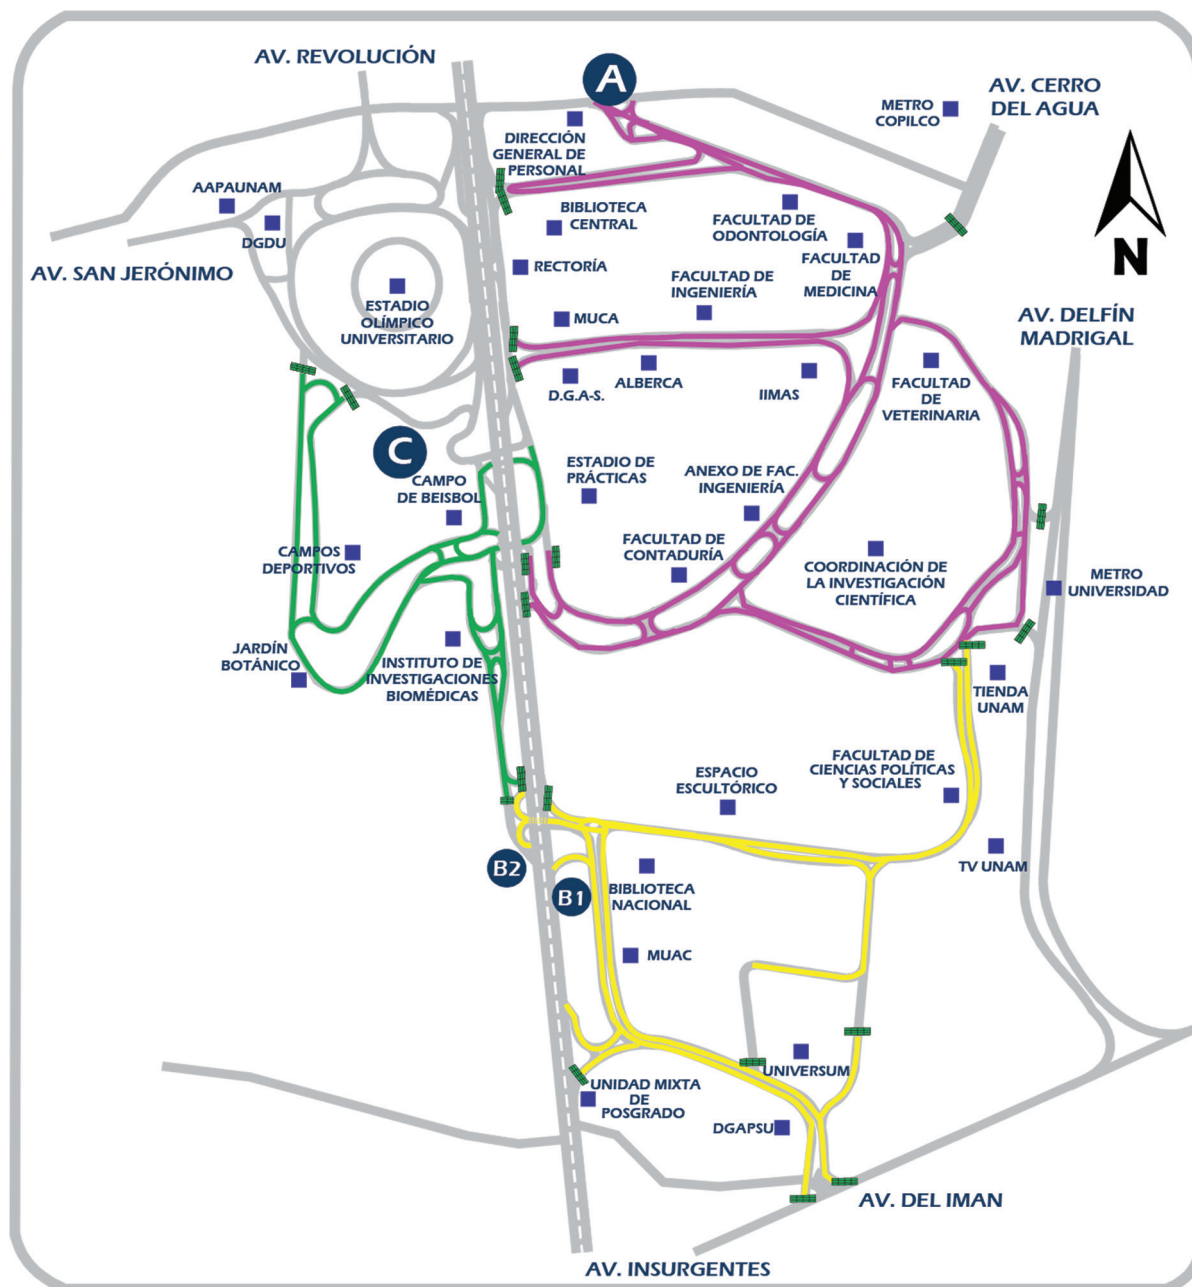 AV. REVOLUCIÓN
A
AV. CERRO
DEL AGUA
METRO
COPILCO
DIRECCIÓN
GENERAL DE
PERSONAL
AAPAUNAM
DGDU
BIBLIOTECA
CENTRAL
FACULTAD DE
ODONTOLOGÍA
N
AV. SAN JERÓNIMO
RECTORÍA
FACULTAD DE
INGENIERÍA
FACULTAD
DE
MEDICINA
ESTADIO
OLÍMPICO
UNIVERSITARIO
MUCA
AV. DELFÍN
MADRIGAL
D.G.A-S.
ALBERCA
IIMAS
FACULTAD
DE
VETERINARIA
C
CAMPO
DE BEISBOL
ESTADIO DE
PRÁCTICAS
ANEXO DE FAC.
INGENIERÍA
CAMPOS
DEPORTIVOS
FACULTAD DE
CONTADURÍA
COORDINACIÓN DE
LA INVESTIGACIÓN
CIENTÍFICA
METRO
UNIVERSIDAD
JARDÍN
BOTÁNICO
INSTITUTO DE
INVESTIGACIONES
BIOMÉDICAS
TIENDA
UNAM
ESPACIO
ESCULTÓRICO
FACULTAD DE
CIENCIAS POLÍTICAS
Y SOCIALES
B2
B1
BIBLIOTECA
NACIONAL
TV UNAM
MUAC
UNIVERSUM
UNIDAD MIXTA
DE
POSGRADO
DGAPSU
AV. DEL IMAN
AV. INSURGENTES